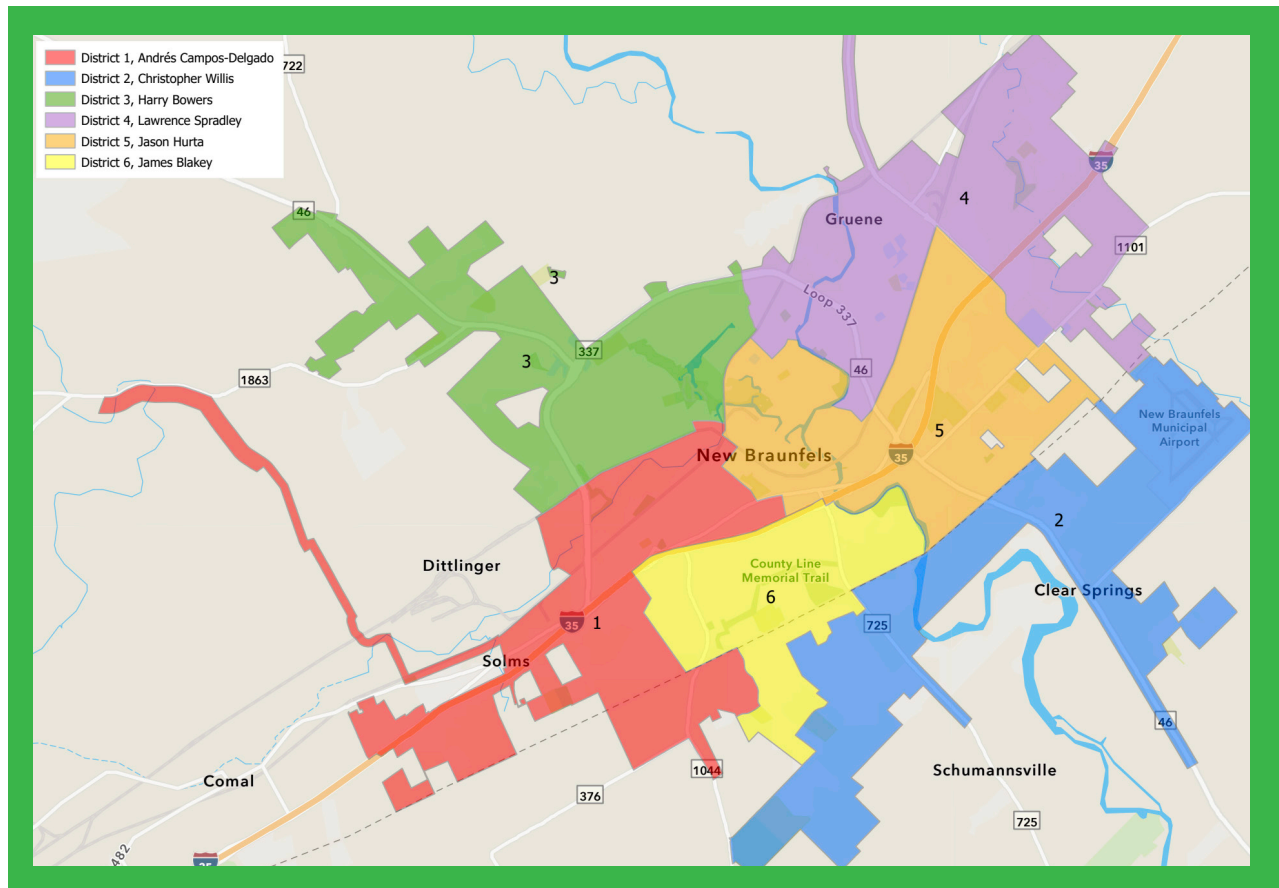 District 1, Andrés Campos-Delgado
District 2, Christopher Willis
District 3, Harry Bowers
District 4, Lawrence Spradley
District 5, Jason Hurta
District 6, James Blakey
722
35
46
4
Gruene
1101
3
Loop 337
337
3
46
1863
New Braunfels
Municipal
Airport
5
New Braunfels
35
2
Dittlinger
County Line
Memorial Trail
Clear Springs
6
35
1
725
Solms
46
1044
Schumannsville
Comal
376
725
482
35